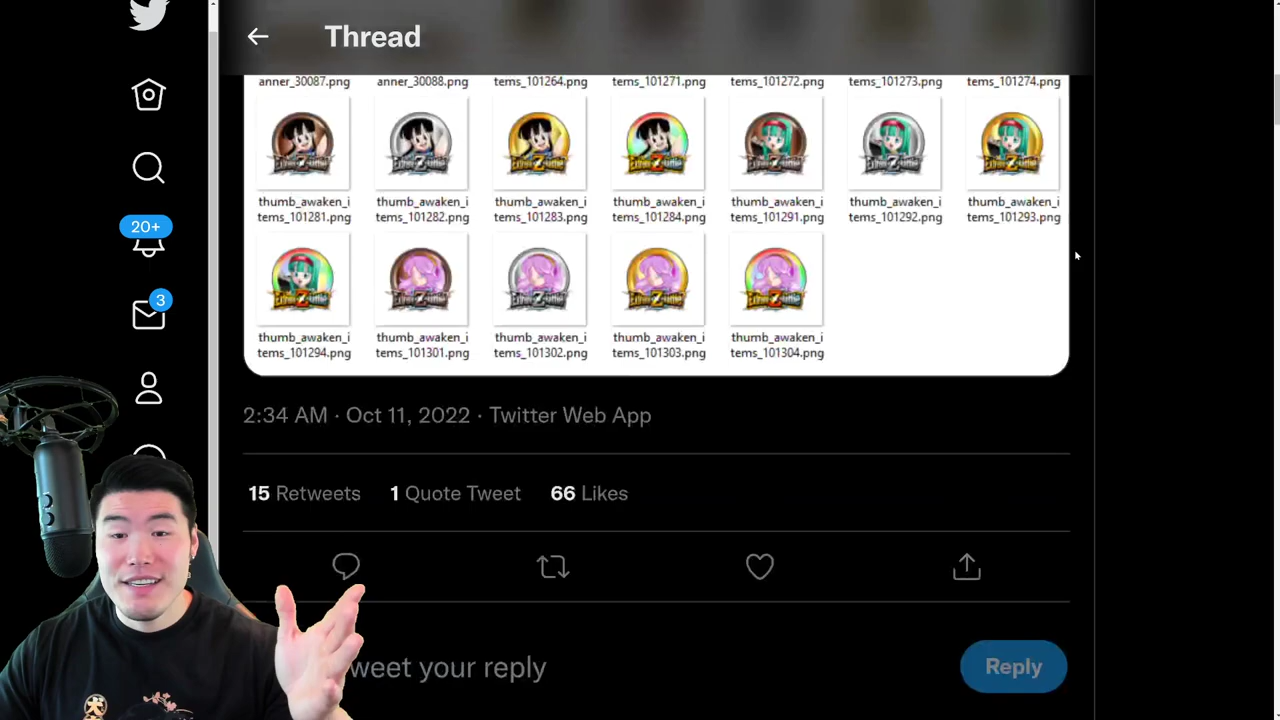 Thread
anner_30087.png anner_30088.png tems_101264.png tems_101271.png tems_101272.png tems_101273.png tems_101274.png
thumb_awaken_i thumb_awaken_i thumb_awaken_i thumb_awaken_i thumb_awaken_i thumb_awaken_i thumb_awaken_i
tems_101281.png tems_101282.png tems_101283.png tems_101284.png tems_101291.png tems_101292.png tems_101293.png
20+
thumb_awaken_i thumb_awaken_i thumb_awaken_i thumb_awaken_i thumb_awaken_i
tems_101294.png tems_101301.png tems_101302.png tems_101303.png tems_101304.png
3
2:34 AM · Oct 11, 2022 · Twitter Web App
15 Retweets 1 Quote Tweet 66 Likes
weet your reply
Reply